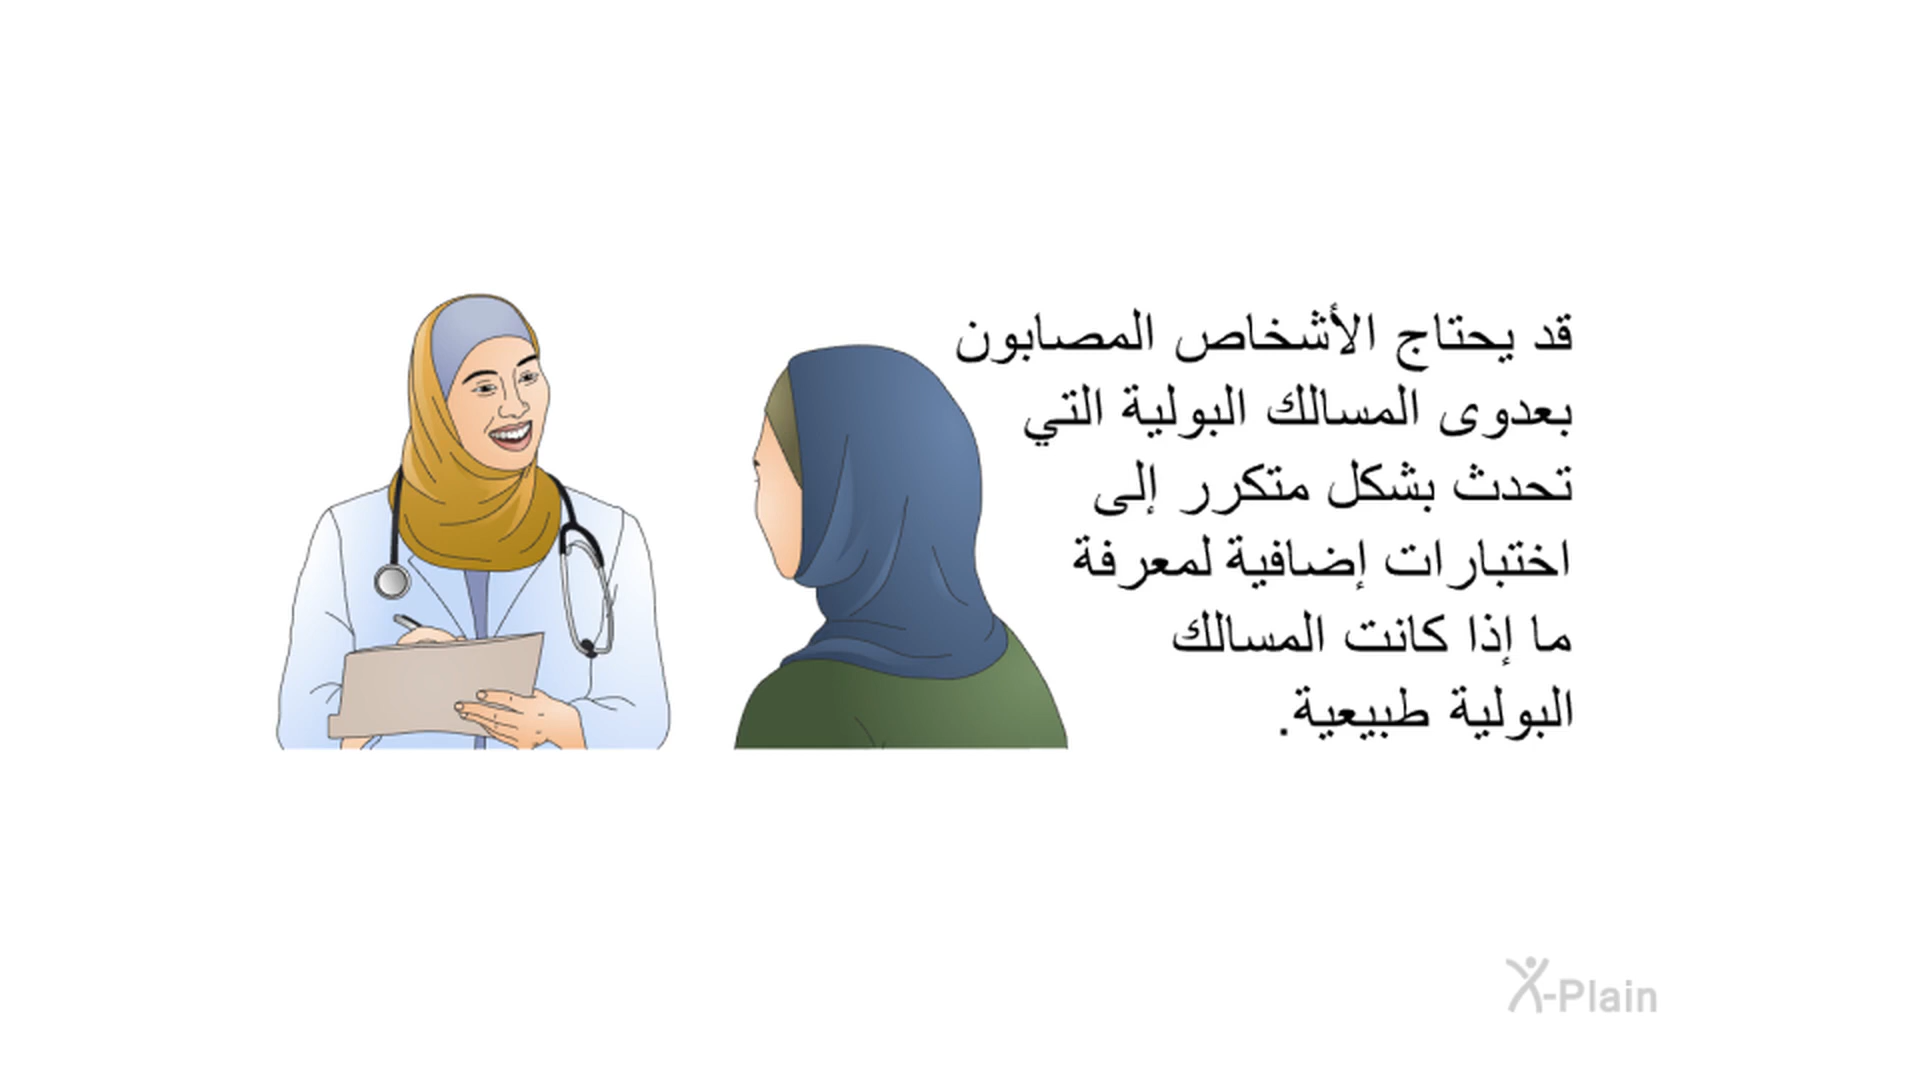 قد يحتاج الأشخاص المصابون
بعدوى المسالك البولية التي
تحدث بشكل متكرر إلى
اختبارات إضافية لمعرفة
ما إذا كانت المسالك
البولية طبيعية.
X-Plain